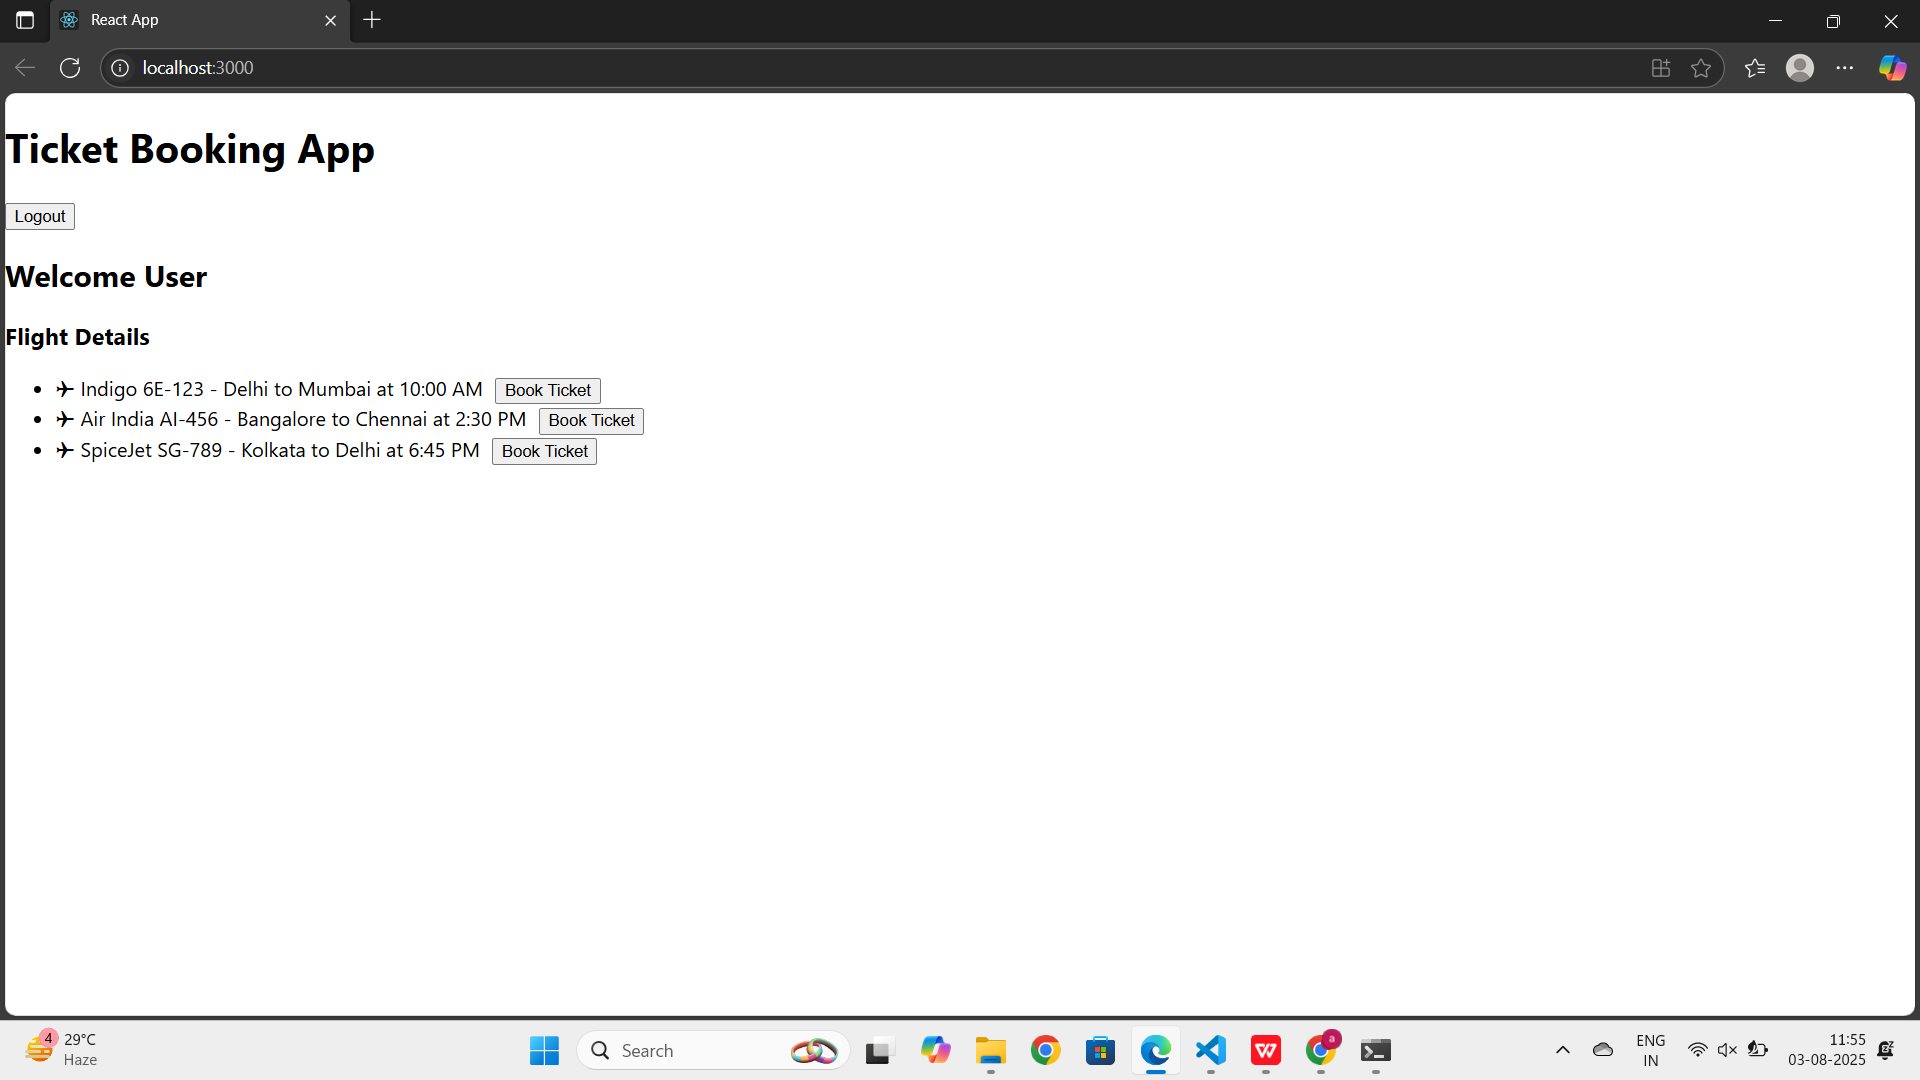 React App
localhost:3000
Ticket Booking App
Logout
Welcome User
Flight Details
✈ Indigo 6E-123 - Delhi to Mumbai at 10:00 AM Book Ticket
✈ Air India AI-456 - Bangalore to Chennai at 2:30 PM Book Ticket
✈ SpiceJet SG-789 - Kolkata to Delhi at 6:45 PM Book Ticket
4
29°C
Haze
Search
a
ENG
IN
11:55
03-08-2025